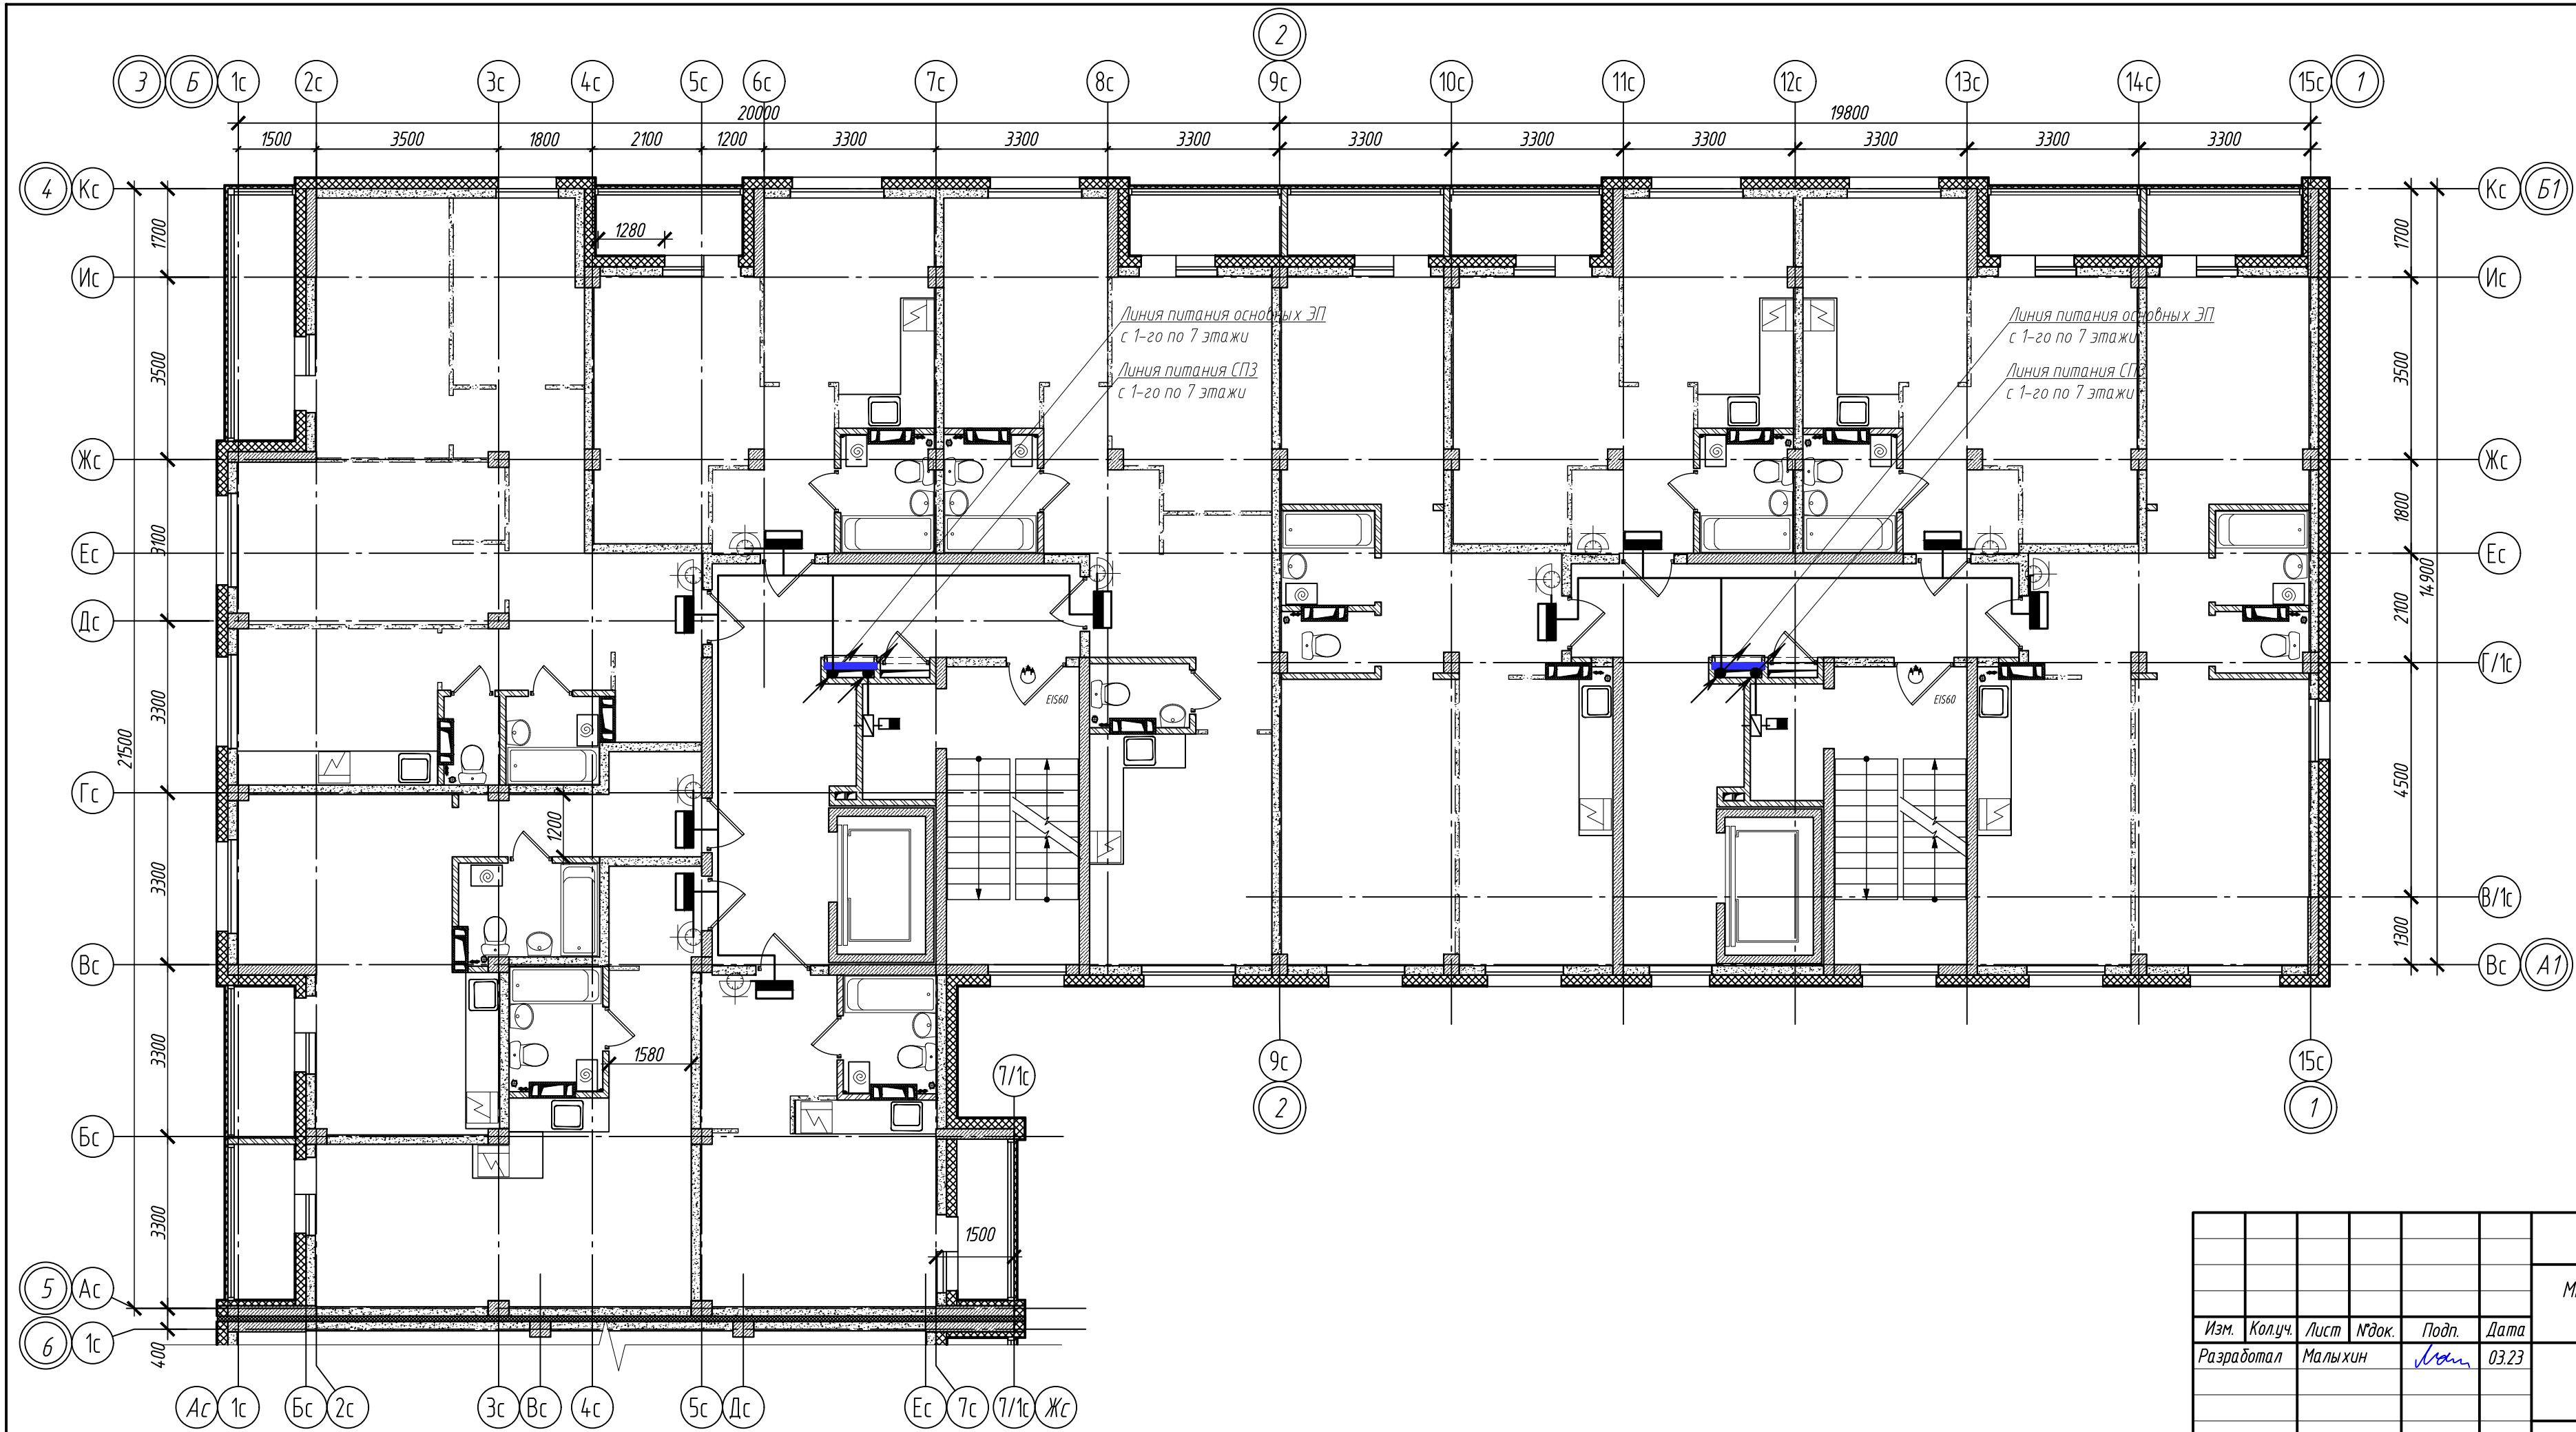 2
3 Б 1с 2с 3с 4с 5с 6с 7с 8с 9с 10с 11с 12с 13с 14с 15с 1
20000 19800
1500 3500 1800 2100 1200 3300 3300 3300 3300 3300 3300 3300 3300 3300
4 Кс Кс Б1
1700 1280 1700
Ис Ис
Линия питания основных ЭП Линия питания основных ЭП
с 1-го по 7 этажи с 1-го по 7 этажи
3500 3500
Линия питания СПЗ Линия питания СПЗ
с 1-го по 7 этажи с 1-го по 7 этажи
Жс Жс
3100 1800
Ес Ес
14900
Дс 2100
Г/1с
3300 EIS60 EIS60
21500
Гс 4500
1200
3300 В/1с
1300
Вс Вс А1
3300 1580 9с 15с
7/1с
2 1
Бс
3300 1500
5 Ас
6 1с
400
Изм. Кол.уч. Лист №док. Подп. Дата
Разработал Малыхин 03.23
Ас 1с Бс 2с 3с Вс 4с 5с Дс Ес 7с 7/1с Жс